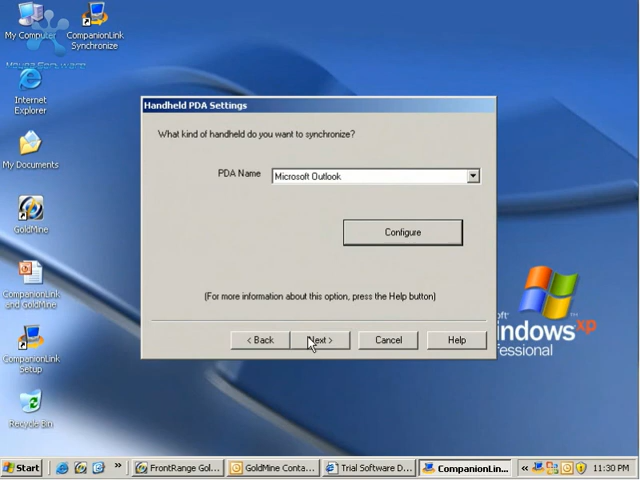 My Computer
CompanionLink
Synchronize
Internet
Explorer
My Documents
GoldMine
CompanionLink
and GoldMine
CompanionLink
Setup
Recycle Bin
Handheld PDA Settings
What kind of handheld do you want to synchronize?
PDA Name
Microsoft Outlook
Configure
(For more information about this option, press the Help button)
< Back
Next >
Cancel
Help
indows xp
fessional
Start
»
FrontRange Gol...
GoldMine Conta...
Trial Software D...
CompanionLin...
«
11:30 PM